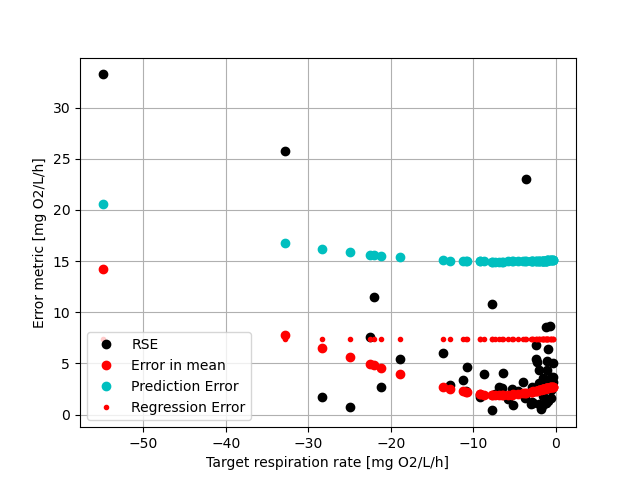 30
25
20
15
10
5
0
Error metric [mg O2/L/h]
RSE
Error in mean
Prediction Error
Regression Error
−50
−40
−30
−20
−10
0
Target respiration rate [mg O2/L/h]